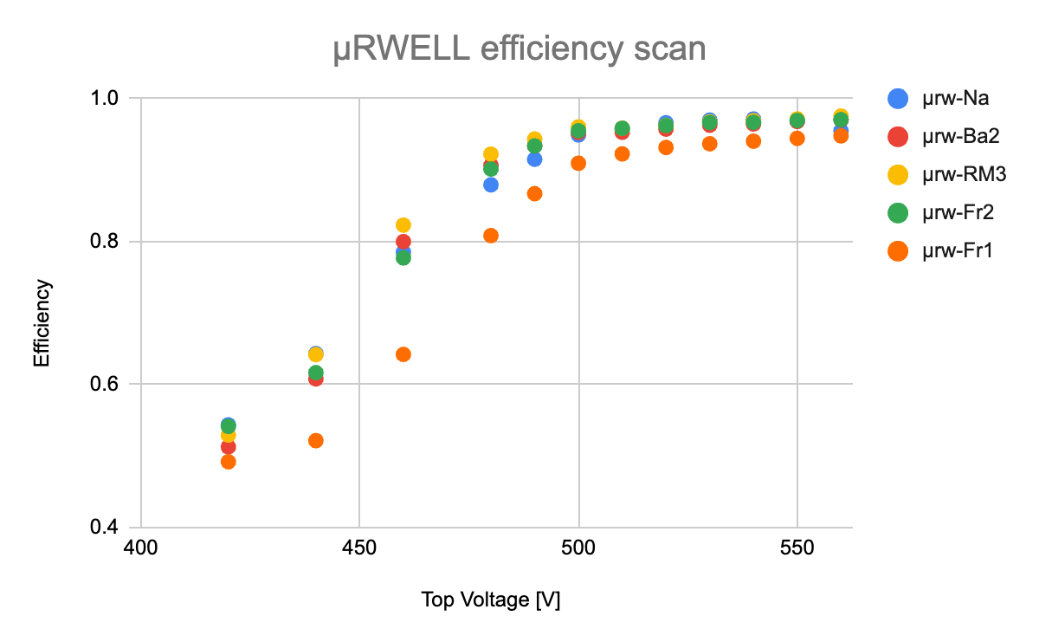 µRWELL efficiency scan
1.0
0.8
0.6
0.4
Efficiency
400
450
500
550
Top Voltage [V]
µrw-Na
µrw-Ba2
µrw-RM3
µrw-Fr2
µrw-Fr1